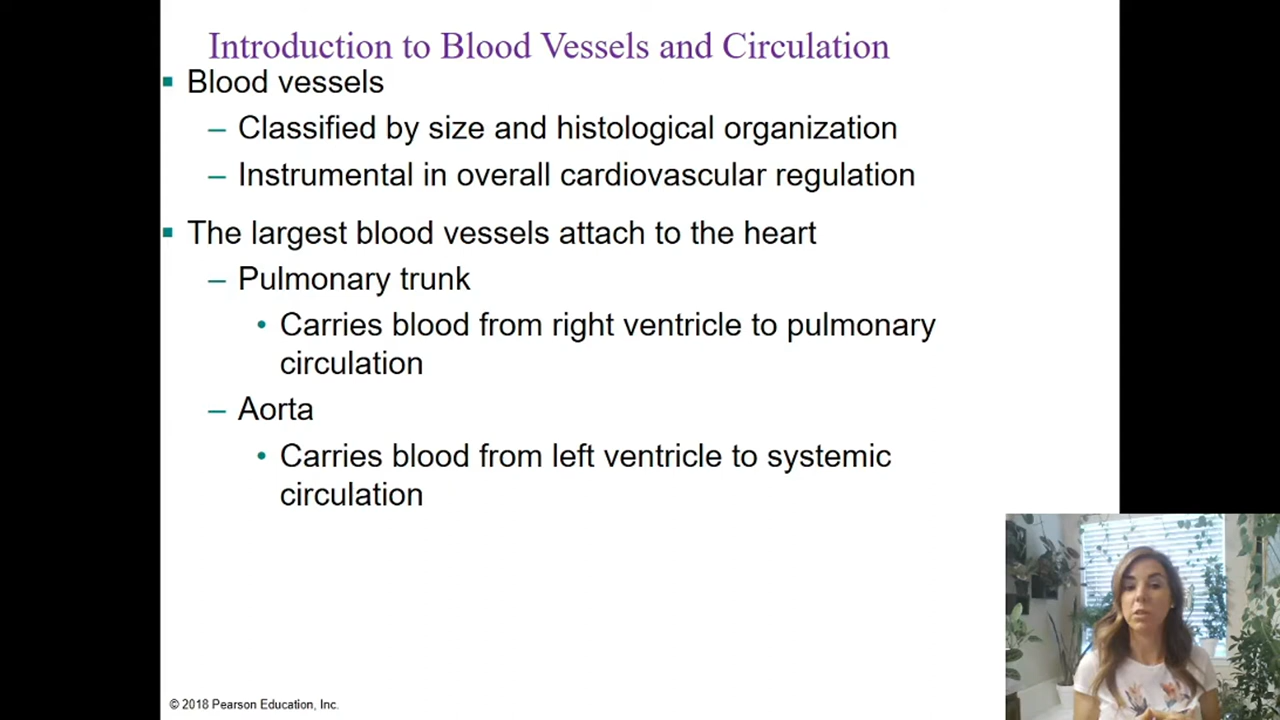 Introduction to Blood Vessels and Circulation
▪ Blood vessels
– Classified by size and histological organization
– Instrumental in overall cardiovascular regulation
▪ The largest blood vessels attach to the heart
– Pulmonary trunk
• Carries blood from right ventricle to pulmonary
circulation
– Aorta
• Carries blood from left ventricle to systemic
circulation
© 2018 Pearson Education, Inc.